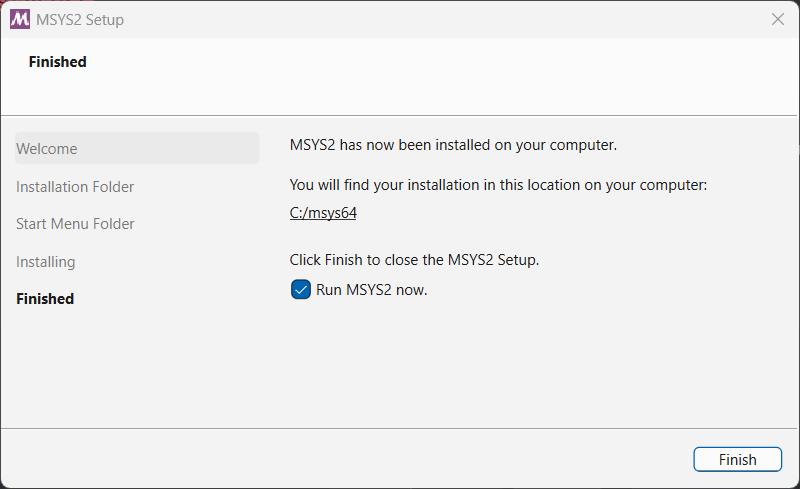 MSYS2 Setup
Finished
Welcome
Installation Folder
Start Menu Folder
Installing
Finished
MSYS2 has now been installed on your computer.
You will find your installation in this location on your computer:
C:/msys64
Click Finish to close the MSYS2 Setup.
Run MSYS2 now.
Finish